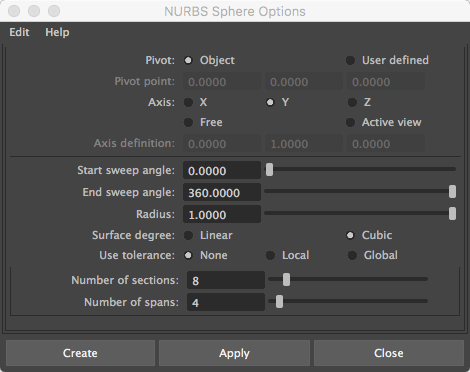 NURBS Sphere Options
Edit Help
Pivot: Object User defined
Pivot point: 0.0000 0.0000 0.0000
Axis: X Y Z
Free Active view
Axis definition: 0.0000 1.0000 0.0000
Start sweep angle: 0.0000
End sweep angle: 360.0000
Radius: 1.0000
Surface degree: Linear Cubic
Use tolerance: None Local Global
Number of sections: 8
Number of spans: 4
Create Apply Close